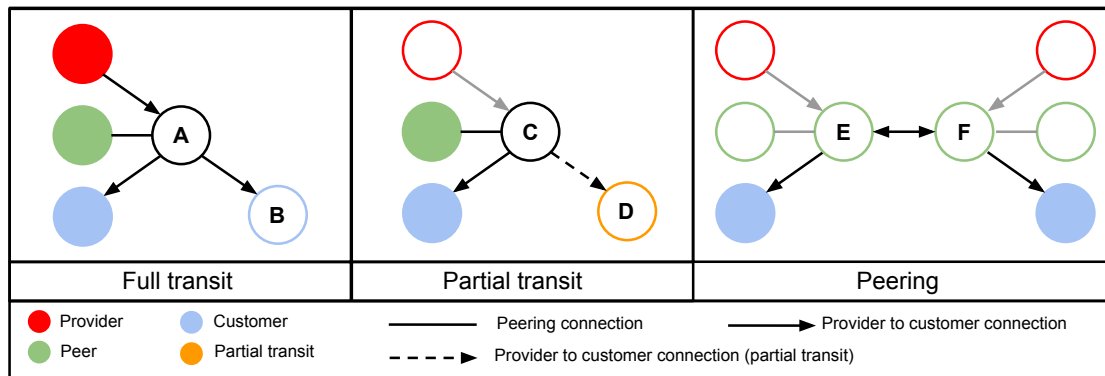 A
B
C
D
E
F
Full transit
Partial transit
Peering
Provider
Customer
Peering connection
Provider to customer connection
Peer
Partial transit
Provider to customer connection (partial transit)